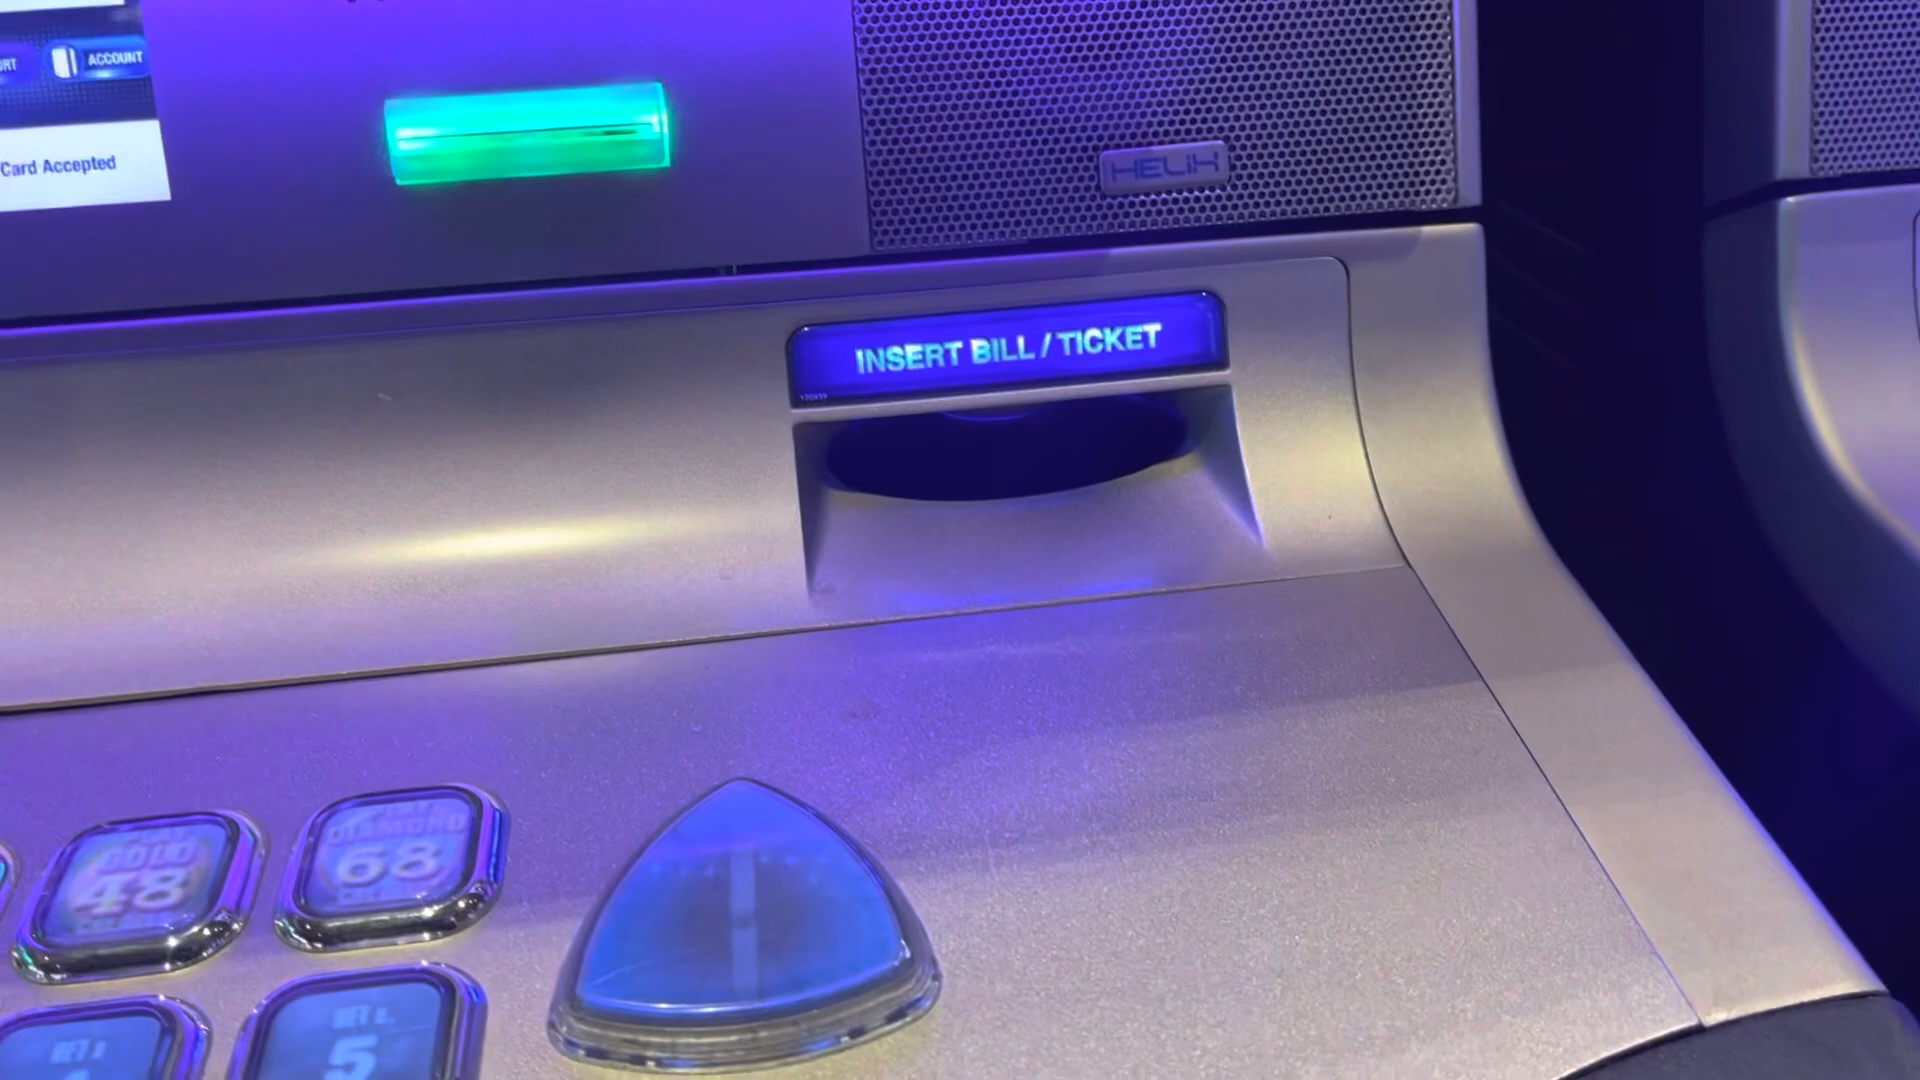 ACCOUNT
Card Accepted
HELIX
INSERT BILL / TICKET
GOLD
48
DIAMOND
68
BET
5